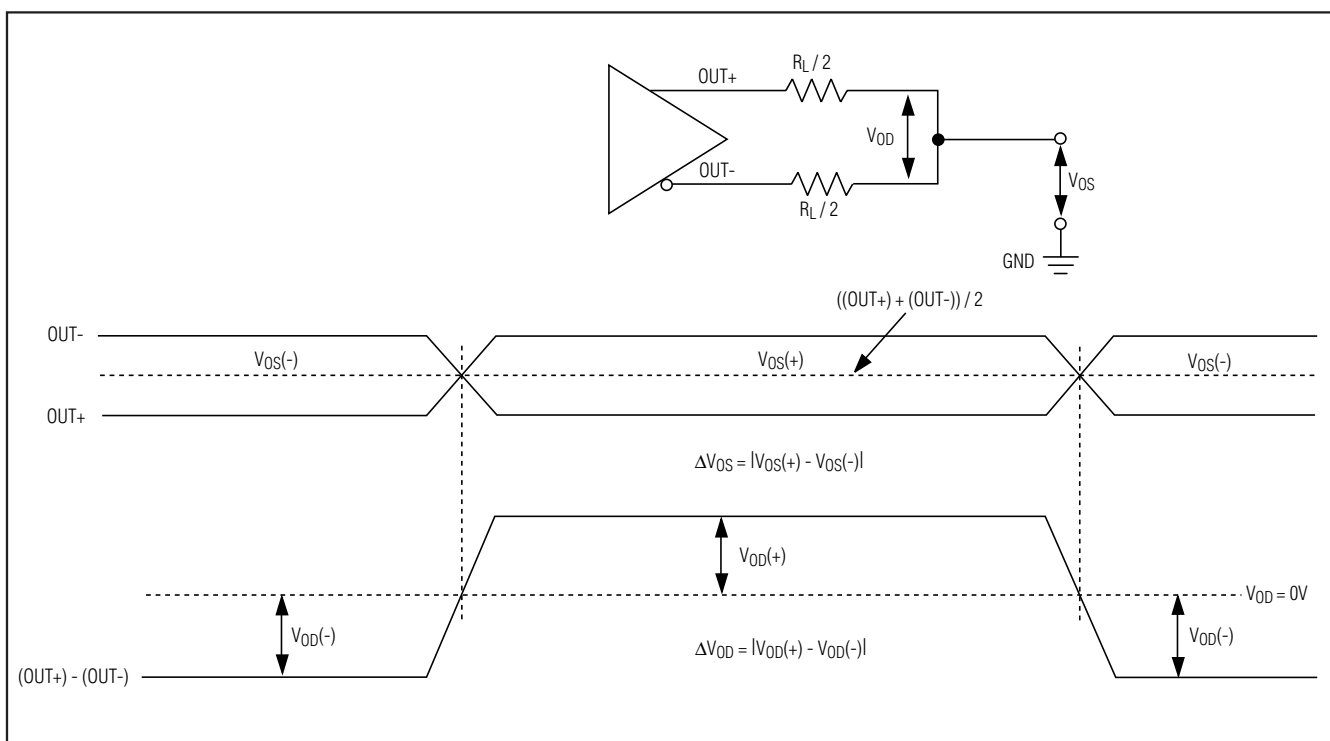 OUT+
RL / 2
VOD
OUT-
RL / 2
VOS
GND
((OUT+) + (OUT-)) / 2
OUT-
VOS(-)
VOS(+)
VOS(-)
OUT+
ΔVOS = |VOS(+) - VOS(-)|
VOD(+)
VOD = 0V
VOD(-)
VOD(-)
ΔVOD = |VOD(+) - VOD(-)|
(OUT+) - (OUT-)